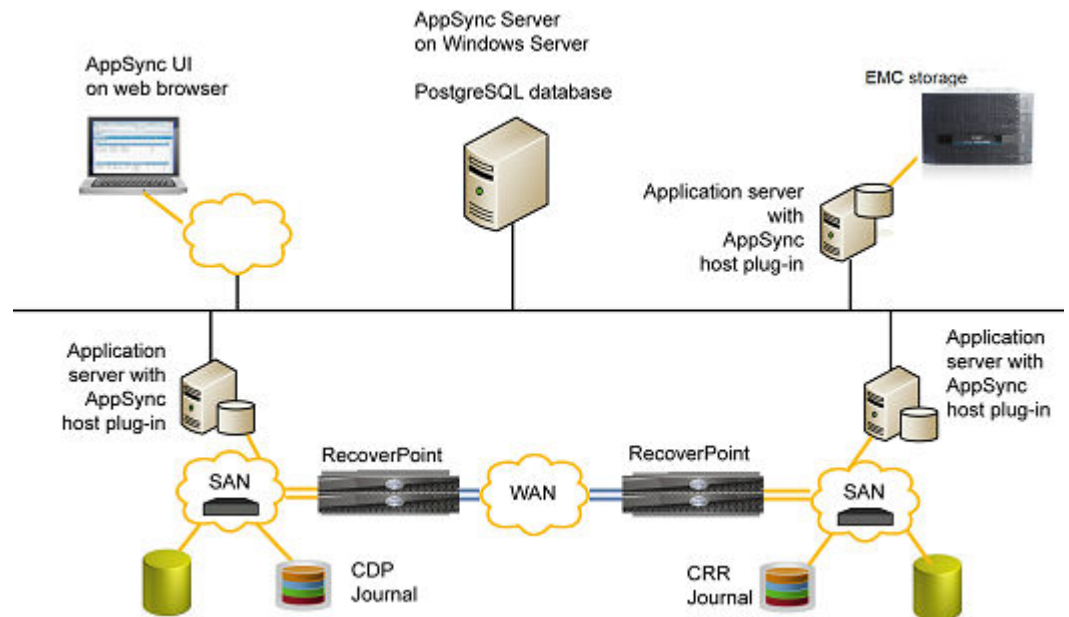 AppSync UI
on web browser
AppSync Server
on Windows Server
PostgreSQL database
EMC storage
Application server
with
AppSync
host plug-in
Application
server with
AppSync
host plug-in
Application
server with
AppSync
host plug-in
RecoverPoint
RecoverPoint
SAN
WAN
SAN
CDP
Journal
CRR
Journal